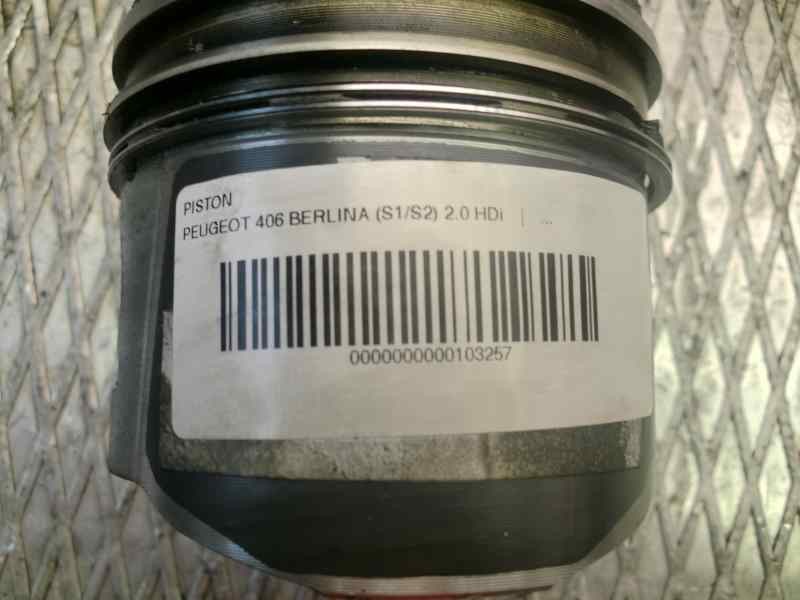 PISTON
PEUGEOT 406 BERLINA (S1/S2) 2.0 HDi | ...
0000000000103257